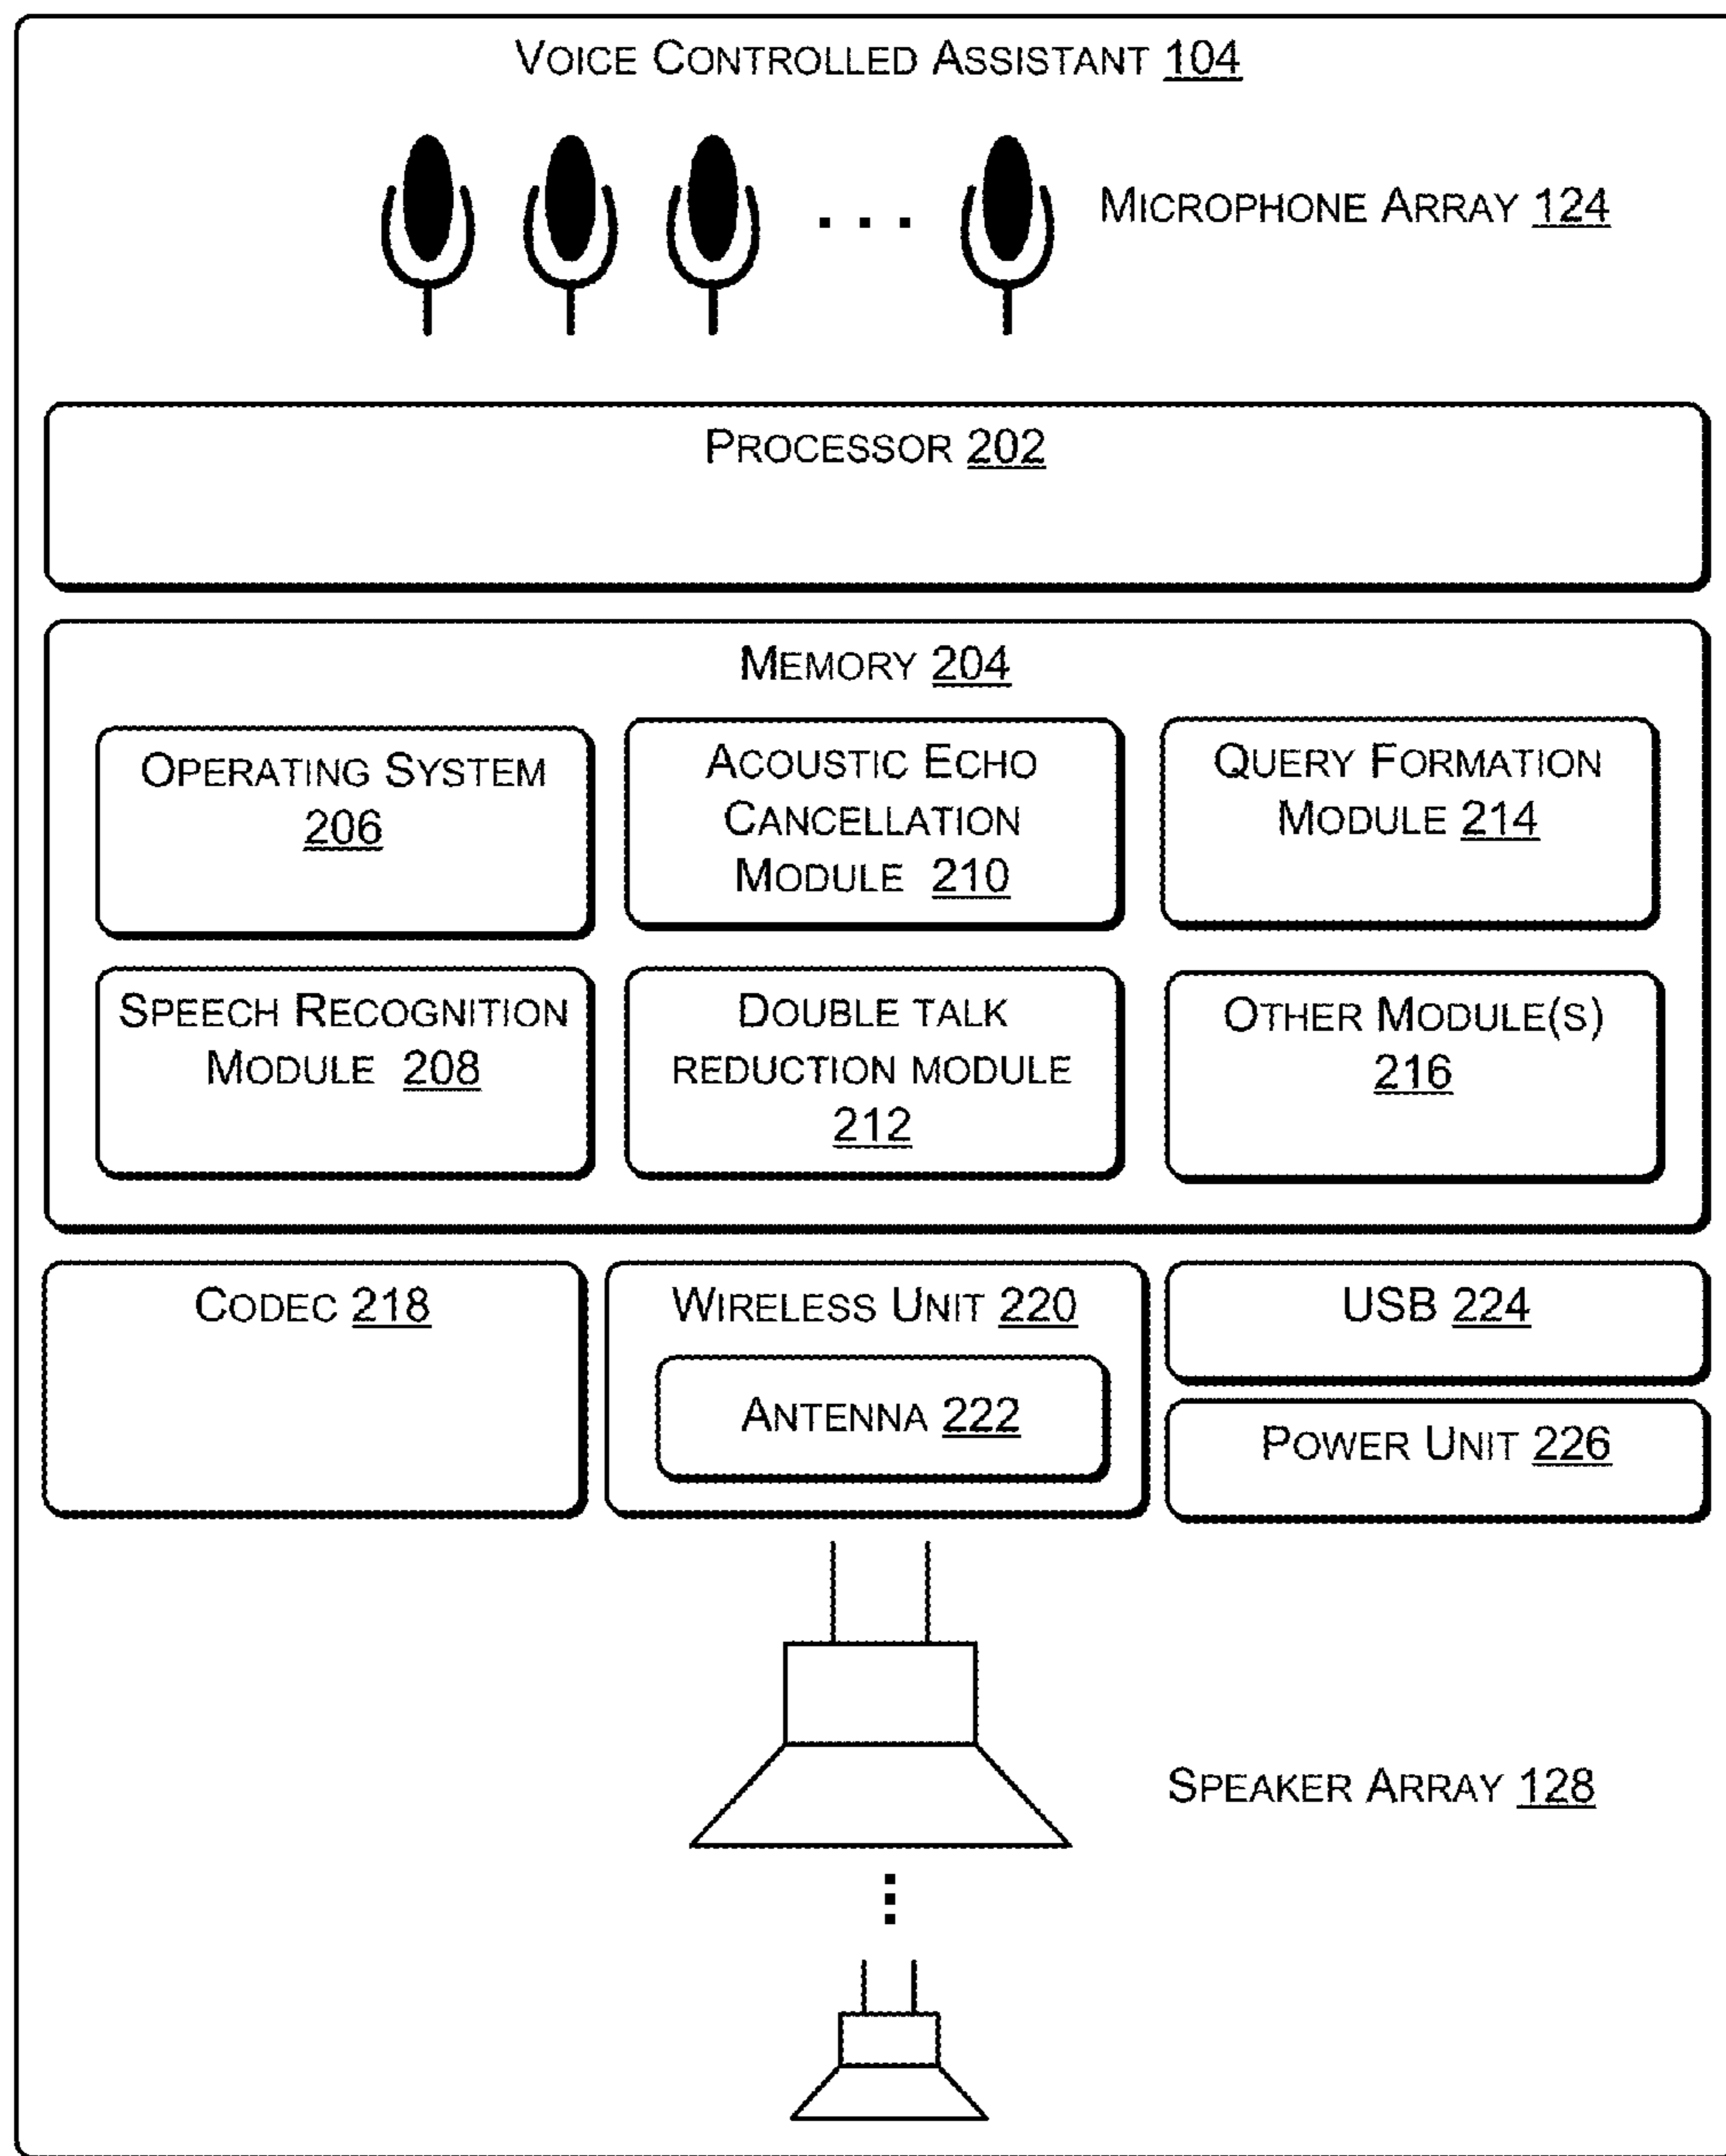 VOICE CONTROLLED ASSISTANT 104
MICROPHONE ARRAY 124
PROCESSOR 202
MEMORY 204
OPERATING SYSTEM
206
ACOUSTIC ECHO
CANCELLATION
MODULE 210
QUERY FORMATION
MODULE 214
SPEECH RECOGNITION
MODULE 208
DOUBLE TALK
REDUCTION MODULE
212
OTHER MODULE(S)
216
CODEC 218
WIRELESS UNIT 220
ANTENNA 222
USB 224
POWER UNIT 226
SPEAKER ARRAY 128